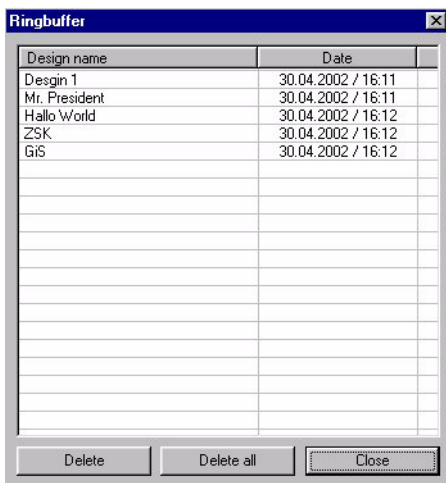 Ringbuffer
Design name Date
Desgin 1 30.04.2002 / 16:11
Mr. President 30.04.2002 / 16:11
Hallo World 30.04.2002 / 16:12
ZSK 30.04.2002 / 16:12
GiS 30.04.2002 / 16:12
Delete Delete all Close